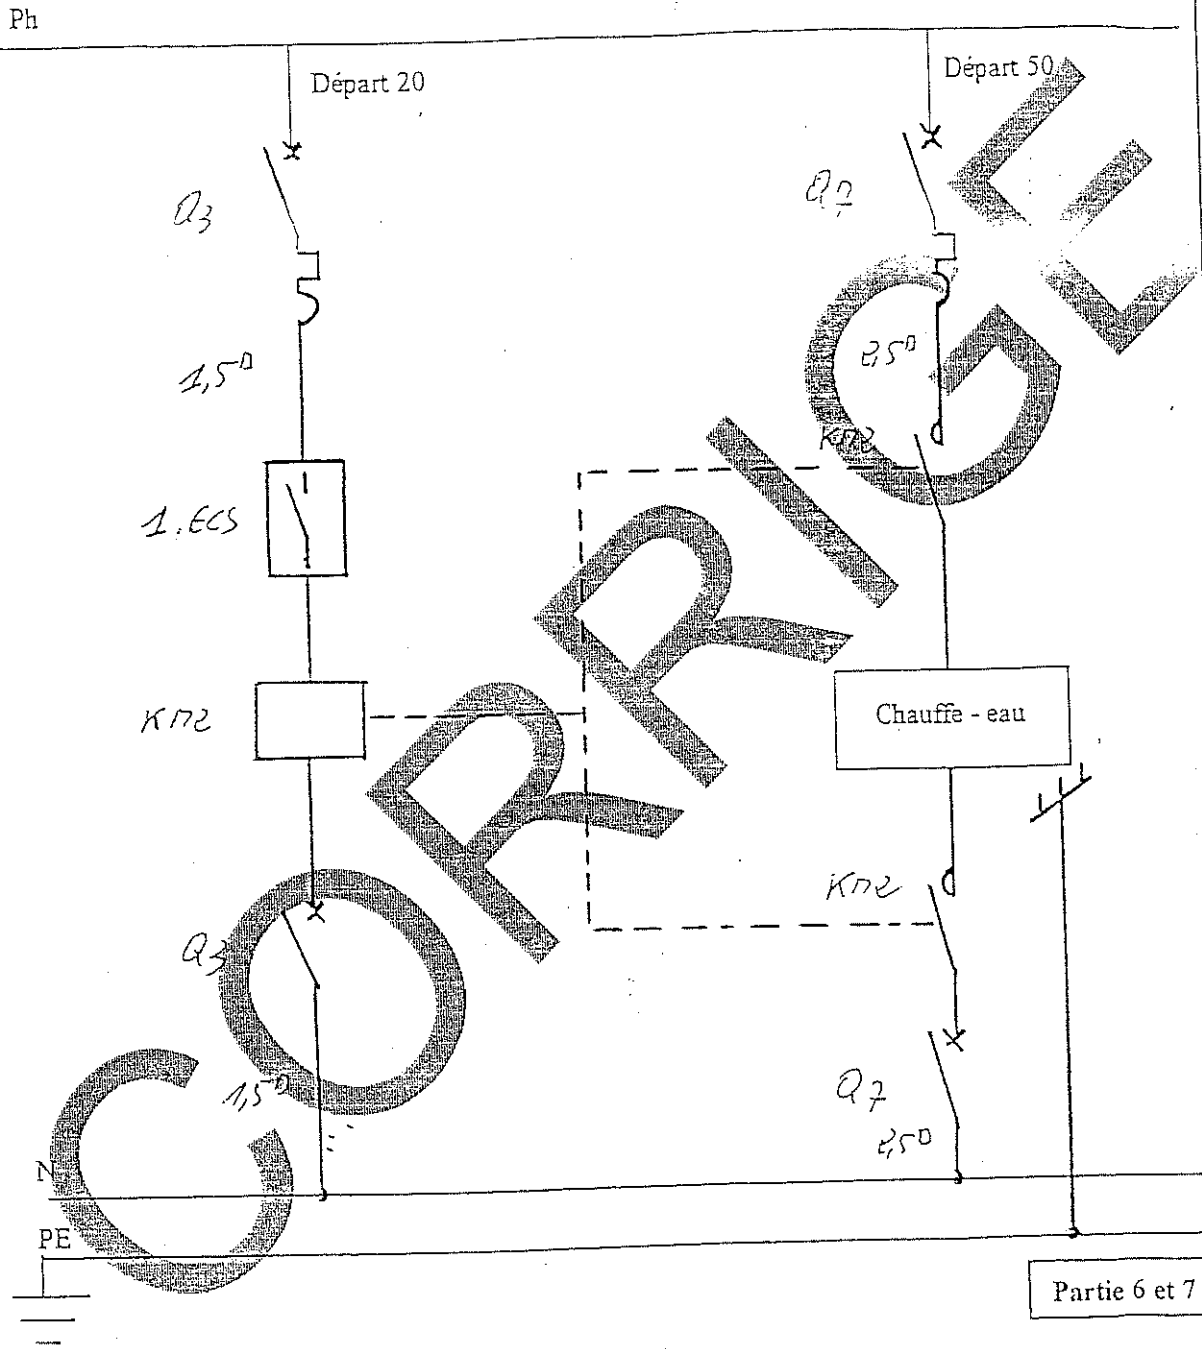 Ph
Départ 20
Départ 50
Q3
Q7
1,5□
2,5□
KM2
1.ECS
KM2
Chauffe - eau
KM2
Q3
Q7
1,5□
2,5□
N
PE
Partie 6 et 7
CORRIGE